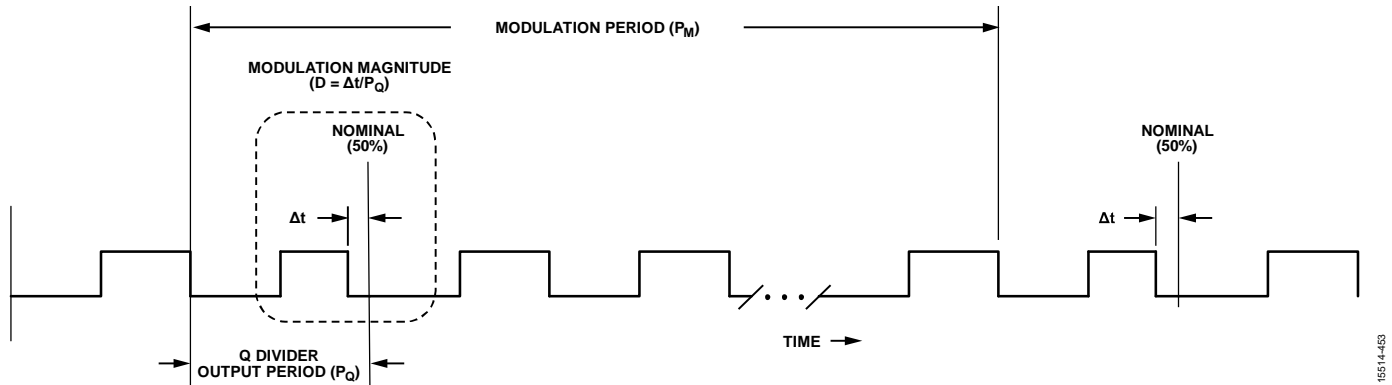 MODULATION PERIOD (PM)
MODULATION MAGNITUDE
(D = Δt/PQ)
NOMINAL
(50%)
NOMINAL
(50%)
Δt
Δt
TIME
Q DIVIDER
OUTPUT PERIOD (PQ)
15514-453